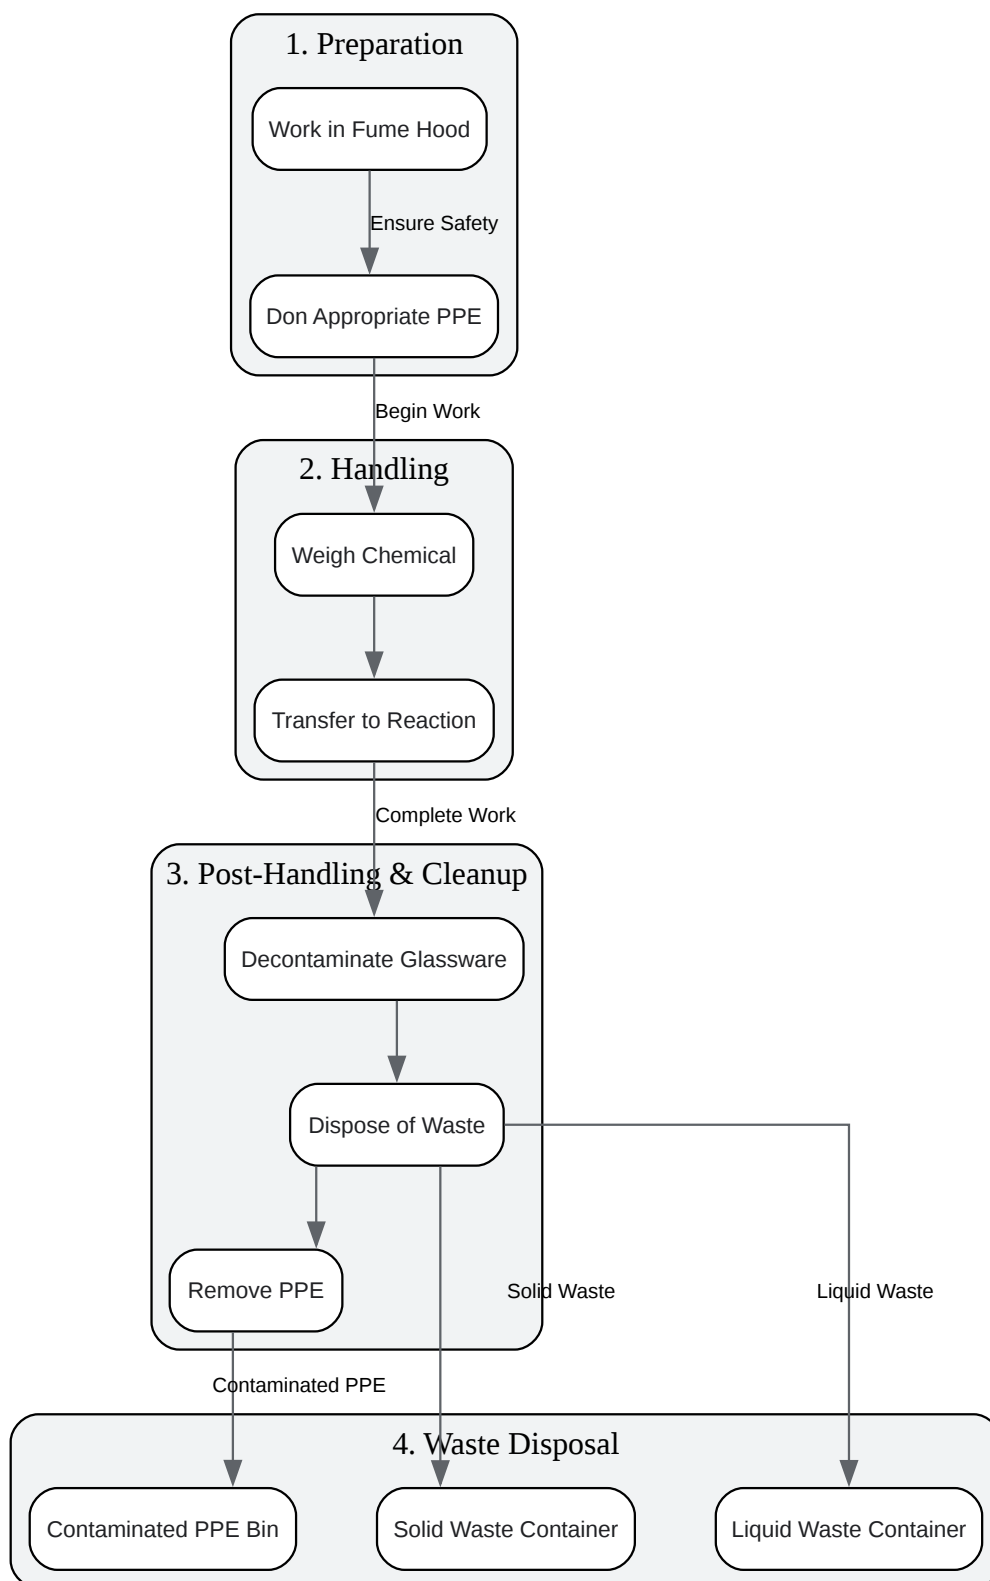 1. Preparation
Work in Fume Hood
Ensure Safety
Don Appropriate PPE
Begin Work
2. Handling
Weigh Chemical
Transfer to Reaction
Complete Work
3. Post-Handling & Cleanup
Decontaminate Glassware
Dispose of Waste
Remove PPE
Solid Waste
Liquid Waste
Contaminated PPE
4. Waste Disposal
Contaminated PPE Bin
Solid Waste Container
Liquid Waste Container